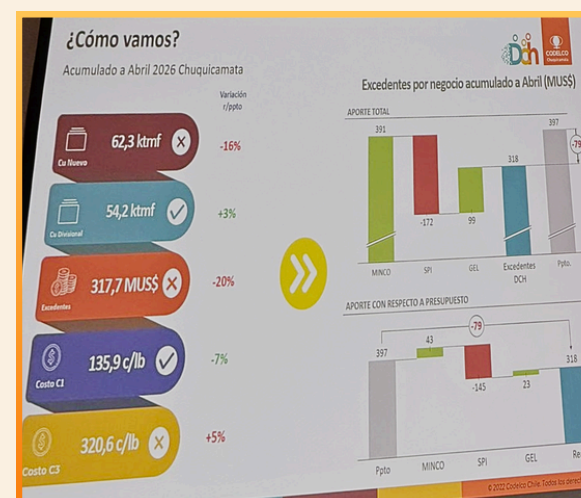 ¿Cómo vamos?
Acumulado a Abril 2026 Chuquicamata
Variación
r/ppto
62,3 ktmf
-16%
Cu Nuevo
54,2 ktmf
+3%
Cu Divisional
317,7 MUS$
-20%
Excedentes
135,9 c/lb
-7%
Costo C1
320,6 c/lb
+5%
Costo C3
Dch
CODELCO
Chuquicamata
Excedentes por negocio acumulado a Abril (MUS$)
APORTE TOTAL
391
-172
99
318
397
-79
MINCO
SPI
GEL
Excedentes
DCH
Ppto.
APORTE CON RESPECTO A PRESUPUESTO
-79
397
43
-145
23
318
Ppto
MINCO
SPI
GEL
Re
© 2022 Codelco Chile. Todos los derec